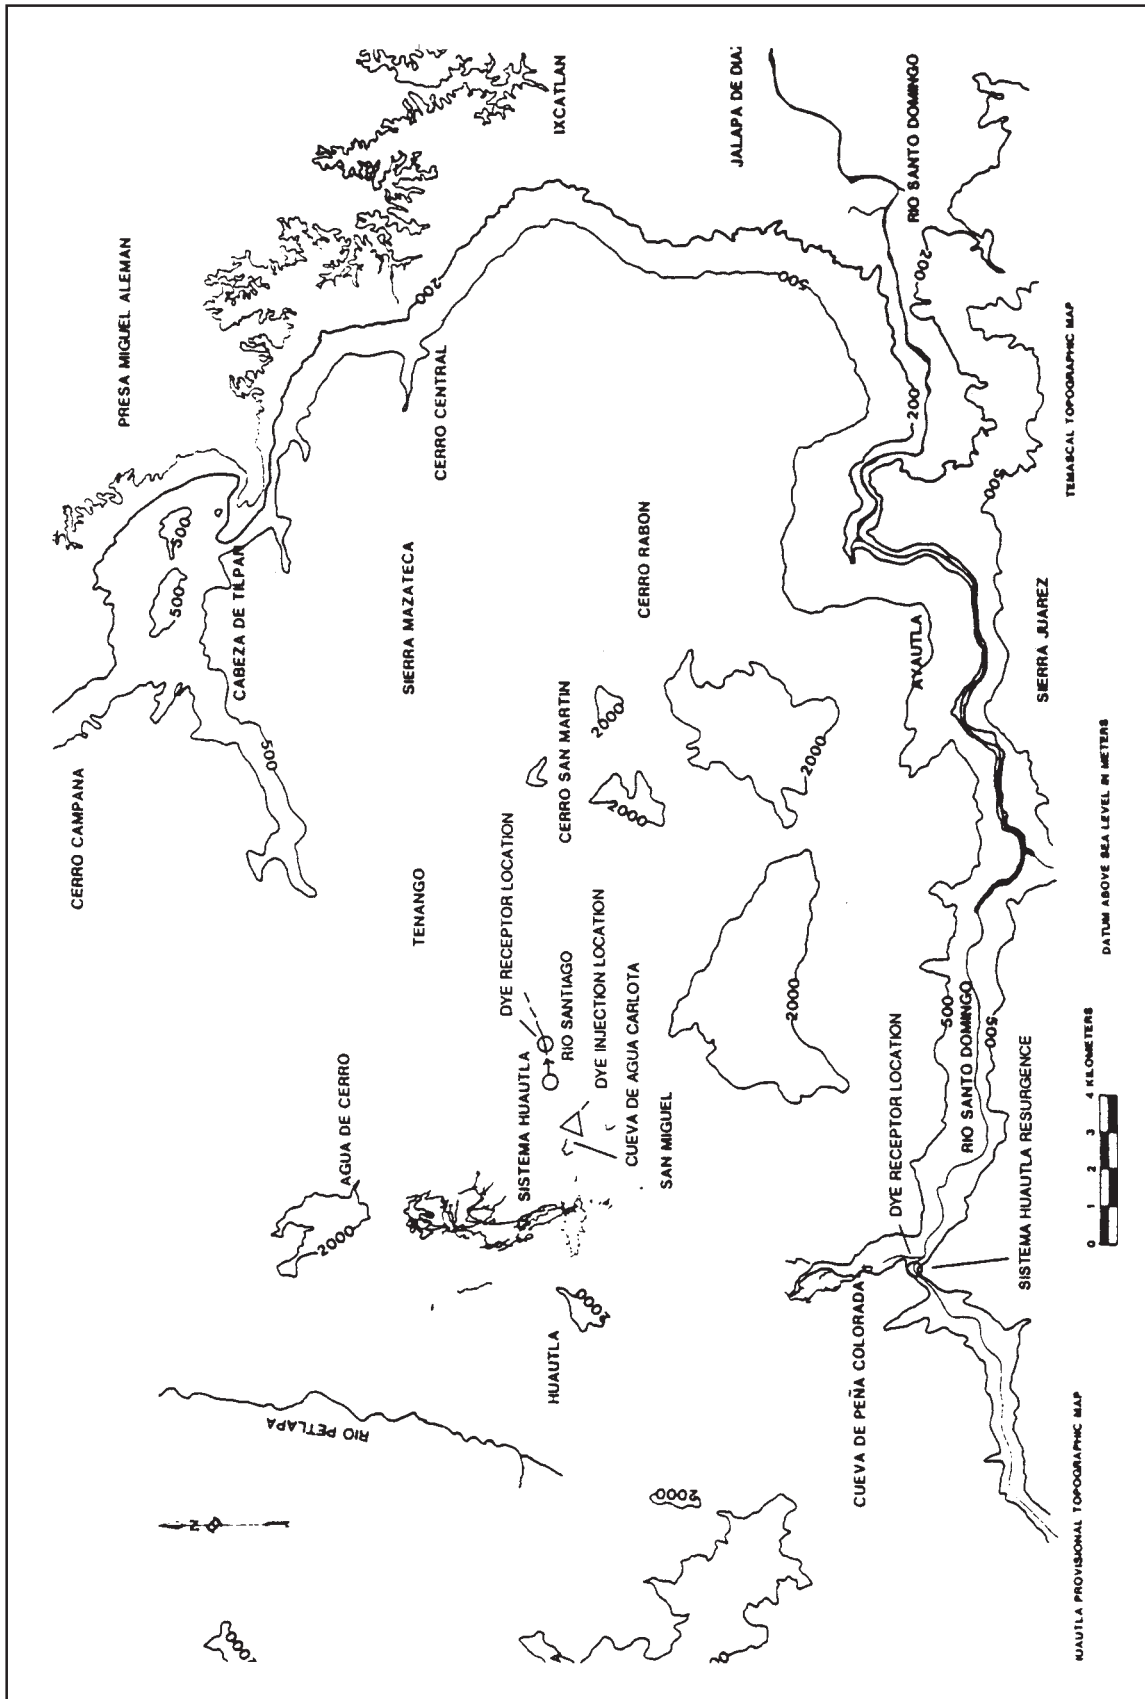 PRESA MIGUEL ALEMAN
IXCATLAN
JALAPA DE DIAZ
RIO SANTO DOMINGO
200
200
500
200
500
500
500
CERRO CENTRAL
CERRO RABON
CABEZA DE TILPAN
SIERRA MAZATECA
TEMASCAL TOPOGRAPHIC MAP
500
CERRO CAMPANA
500
CERRO SAN MARTIN
2000
2000
2000
AYAUTLA
SIERRA JUAREZ
TENANGO
DYE RECEPTOR LOCATION
RIO SANTIAGO
DYE INJECTION LOCATION
CUEVA DE AGUA CARLOTA
SAN MIGUEL
2000
500
RIO SANTO DOMINGO
500
DATUM ABOVE SEA LEVEL IN METERS
AGUA DE CERRO
2000
SISTEMA HUAUTLA
DYE RECEPTOR LOCATION
SISTEMA HUAUTLA RESURGENCE
0 1 2 3 4 KILOMETERS
HUAUTLA
2000
CUEVA DE PEÑA COLORADA
RIO PETLAPA
N
2000
HUAUTLA PROVISIONAL TOPOGRAPHIC MAP